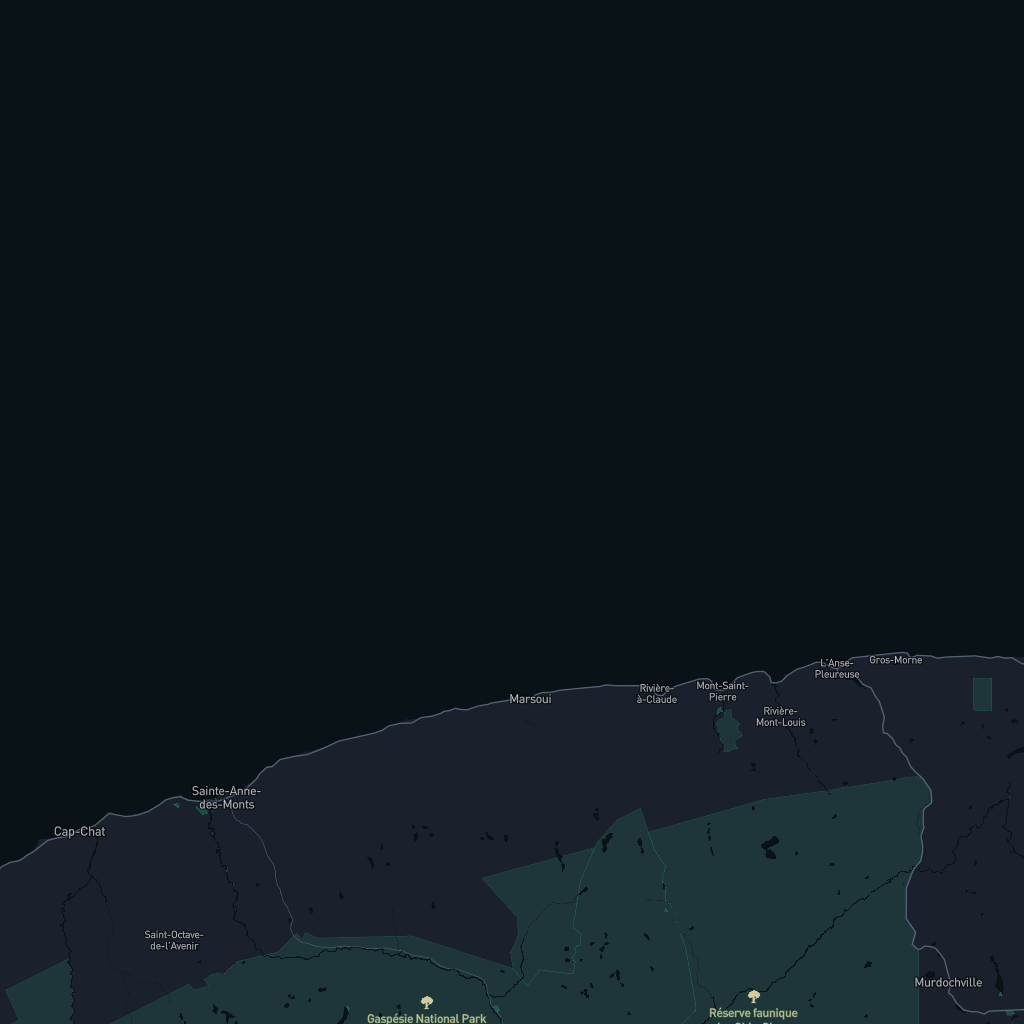 L'Anse-
Pleureuse
Gros-Morne
Rivière-
à-Claude
Mont-Saint-
Pierre
Marsoui
Rivière-
Mont-Louis
Sainte-Anne-
des-Monts
Cap-Chat
Saint-Octave-
de-l'Avenir
Murdochville
Gaspésie National Park
Réserve faunique